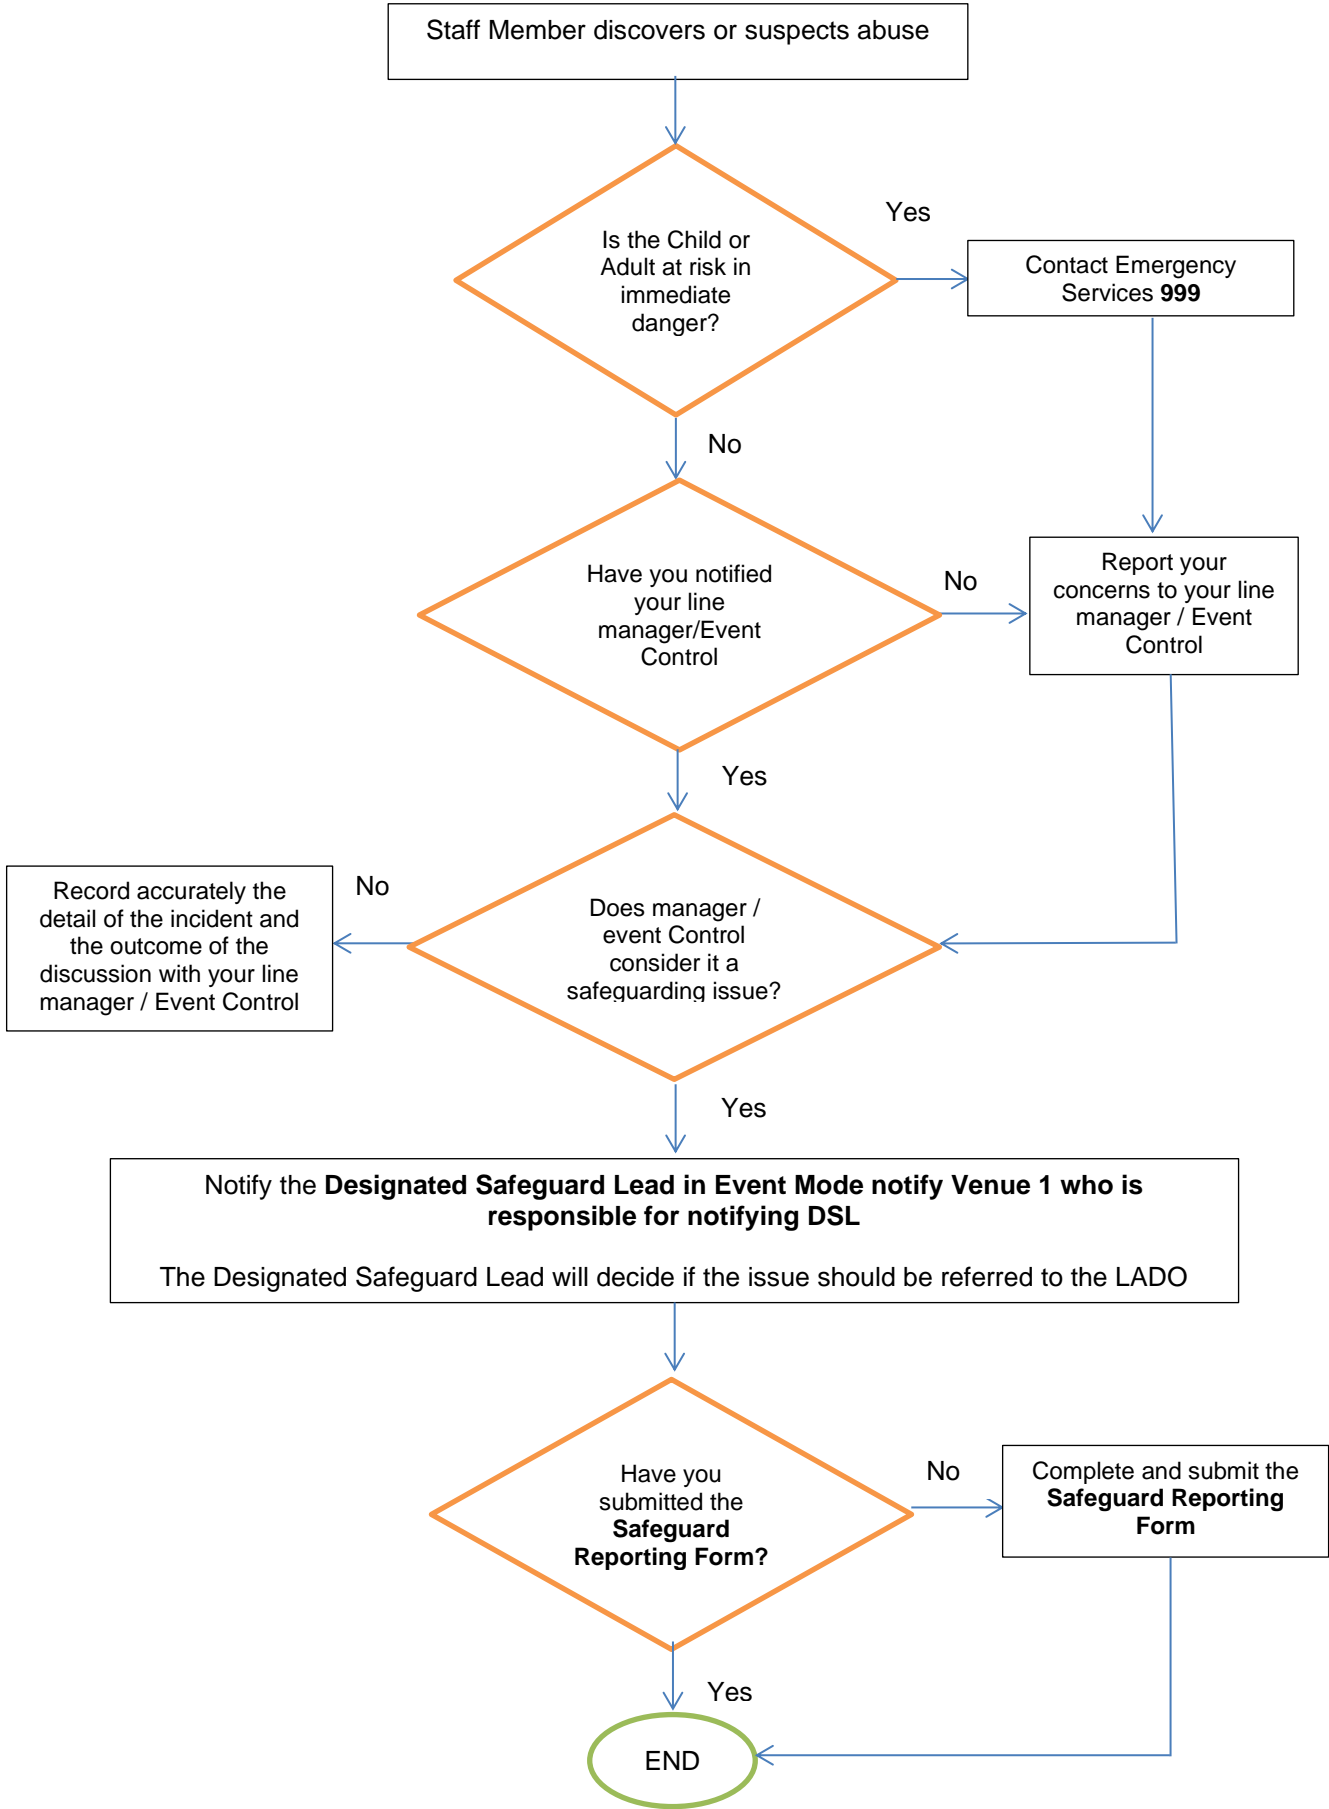 Staff Member discovers or suspects abuse
Yes
Is the Child or
Adult at risk in
immediate
danger?
Contact Emergency
Services 999
No
Have you notified
your line
manager/Event
Control
No
Report your
concerns to your line
manager / Event
Control
Yes
Record accurately the
detail of the incident and
the outcome of the
discussion with your line
manager / Event Control
No
Does manager /
event Control
consider it a
safeguarding issue?
Yes
Notify the Designated Safeguard Lead in Event Mode notify Venue 1 who is
responsible for notifying DSL
The Designated Safeguard Lead will decide if the issue should be referred to the LADO
Have you
submitted the
Safeguard
Reporting Form?
No
Complete and submit the
Safeguard Reporting
Form
Yes
END